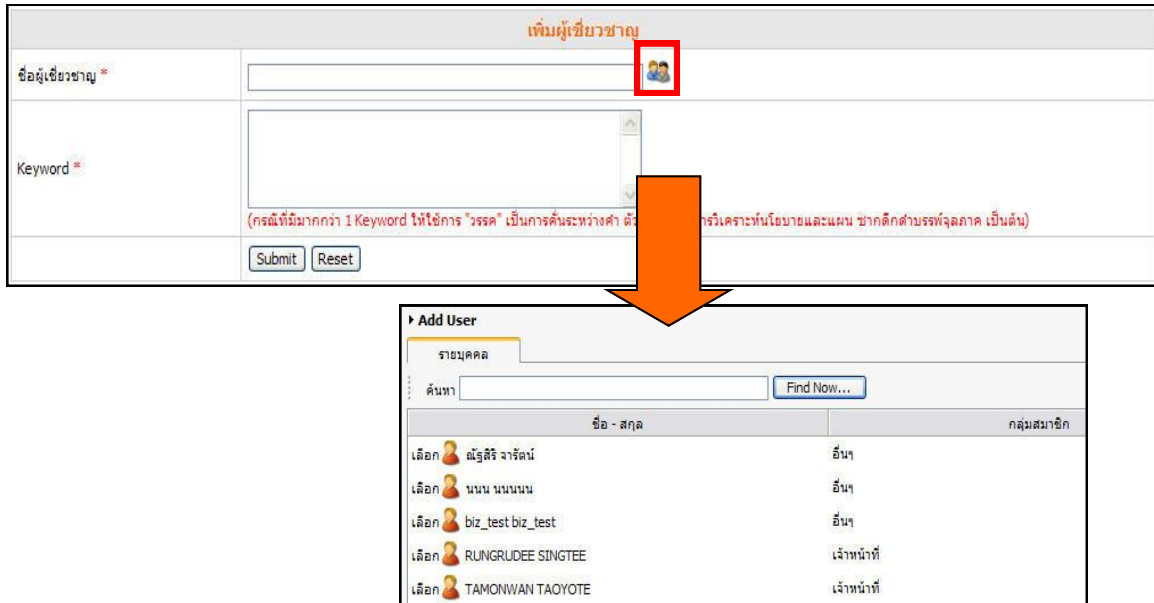 เพิ่มผู้เชี่ยวชาญ
ชื่อผู้เชี่ยวชาญ *
Keyword *
(กรณีที่มีมากกว่า 1 Keyword ให้ใช้การ "วรรค" เป็นการคั่นระหว่างคำ ตัว รวิเคราะห์นโยบายและแผน ซากดึกดำบรรพ์จุลภาค เป็นต้น)
Submit Reset
Add User
รายบุคคล
ค้นหา Find Now...
ชื่อ - สกุล กลุ่มสมาชิก
เลือก ณัฐสิริ จารัตน์ อื่นๆ
เลือก นนน นนนนน อื่นๆ
เลือก biz_test biz_test อื่นๆ
เลือก RUNGRUDEE SINGTEE เจ้าหน้าที่
เลือก TAMONWAN TAOYOTE เจ้าหน้าที่